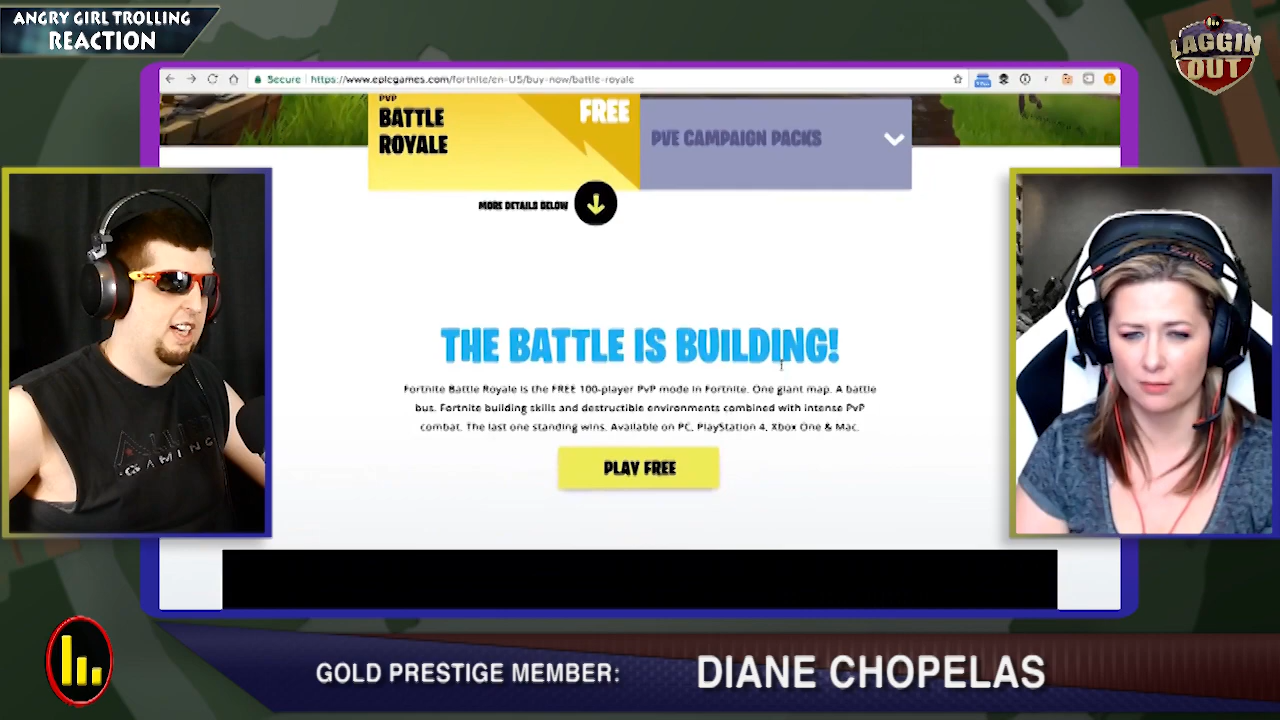 ANGRY GIRL TROLLING
REACTION
LAGGIN
OUT
Secure
https://www.epicgames.com/fortnite/en-US/buy-now/battle-royale
PVP
BATTLE
ROYALE
FREE
PVE CAMPAIGN PACKS
MORE DETAILS BELOW
THE BATTLE IS BUILDING!
Fortnite Battle Royale is the FREE 100-player PvP mode in Fortnite. One giant map. A battle
bus. Fortnite building skills and destructible environments combined with intense PvP
combat. The last one standing wins. Available on PC, PlayStation 4, Xbox One & Mac.
PLAY FREE
GAMING
GOLD PRESTIGE MEMBER:
DIANE CHOPELAS